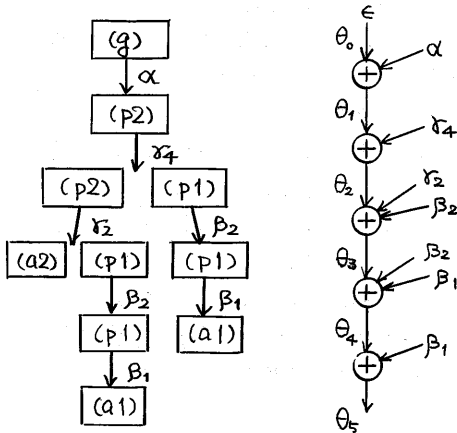 (g)
α
(p2)
γ4
(p2) (p1)
γ2 β2
(a2) (p1) (p1)
β2 β1
(p1) (a1)
β1
(a1)
ϵ
θ0
+ α
θ1
+ γ4
θ2
γ2
+ β2
θ3
β2
+ β1
θ4
+ β1
θ5